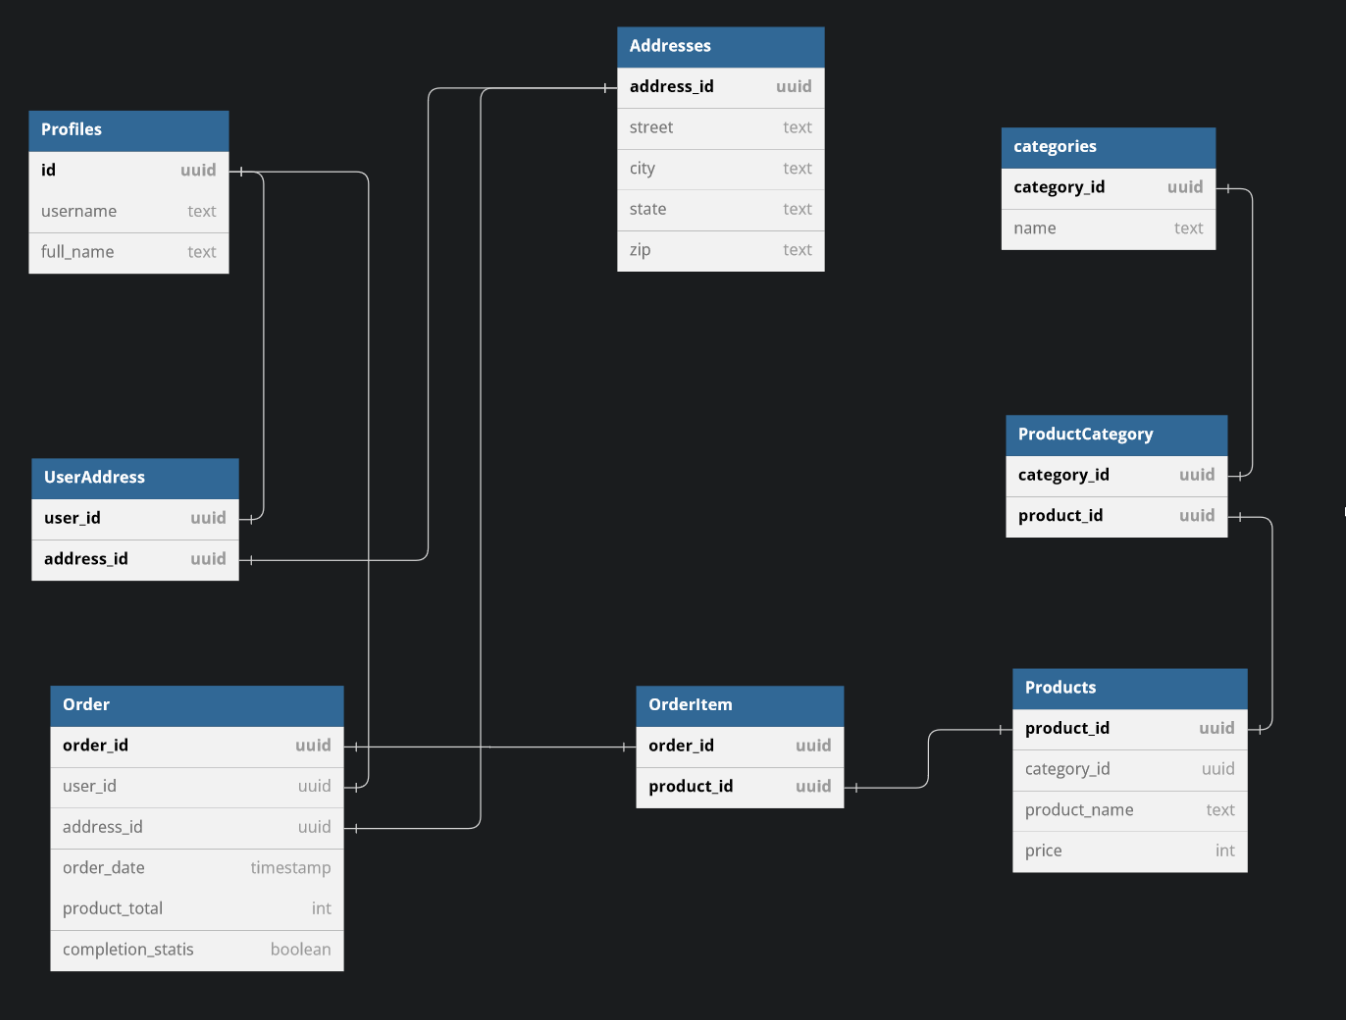 Addresses
address_id uuid
street text
city text
state text
zip text
Profiles
id uuid
username text
full_name text
categories
category_id uuid
name text
ProductCategory
category_id uuid
product_id uuid
UserAddress
user_id uuid
address_id uuid
Order
order_id uuid
user_id uuid
address_id uuid
order_date timestamp
product_total int
completion_statis boolean
OrderItem
order_id uuid
product_id uuid
Products
product_id uuid
category_id uuid
product_name text
price int